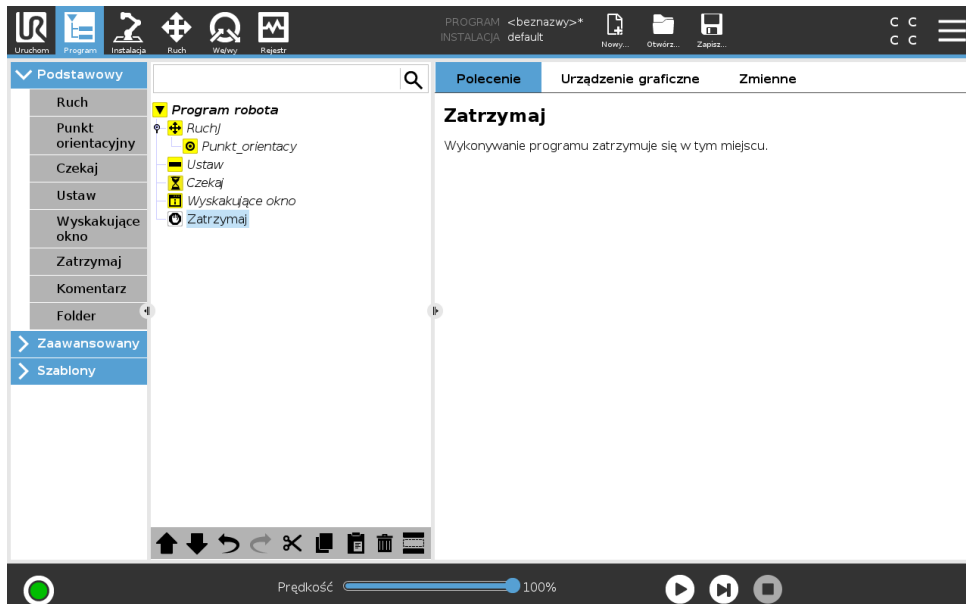 PROGRAM <beznazwy>*
INSTALACJA default
C C
C C
Uruchom Program Instalacja Ruch We/wy Rejestr Nowy... Otwórz... Zapisz...
Podstawowy
Ruch
Punkt
orientacyjny
Czekaj
Ustaw
Wyskakujące
okno
Zatrzymaj
Komentarz
Folder
Zaawansowany
Szablony
Program robota
RuchJ
Punkt_orientacy
Ustaw
Czekaj
Wyskakujące okno
Zatrzymaj
Polecenie Urządzenie graficzne Zmienne
Zatrzymaj
Wykonywanie programu zatrzymuje się w tym miejscu.
Prędkość 100%